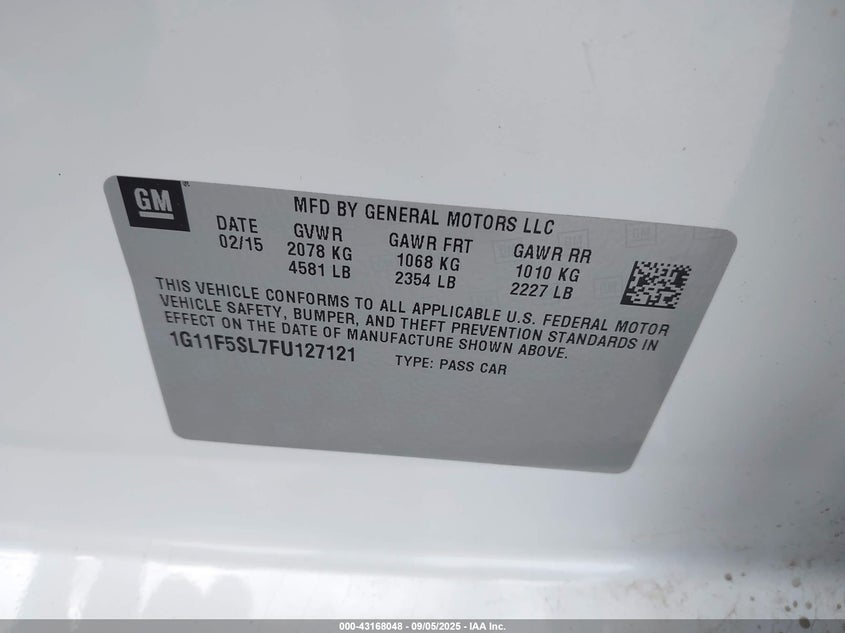 GM
MFD BY GENERAL MOTORS LLC
DATE GVWR GAWR FRT GAWR RR
02/15 2078 KG 1068 KG 1010 KG
4581 LB 2354 LB 2227 LB
THIS VEHICLE CONFORMS TO ALL APPLICABLE U.S. FEDERAL MOTOR
VEHICLE SAFETY, BUMPER, AND THEFT PREVENTION STANDARDS IN
EFFECT ON THE DATE OF MANUFACTURE SHOWN ABOVE.
1G11F5SL7FU127121 TYPE: PASS CAR
000-43168048 - 09/05/2025 - IAA Inc.